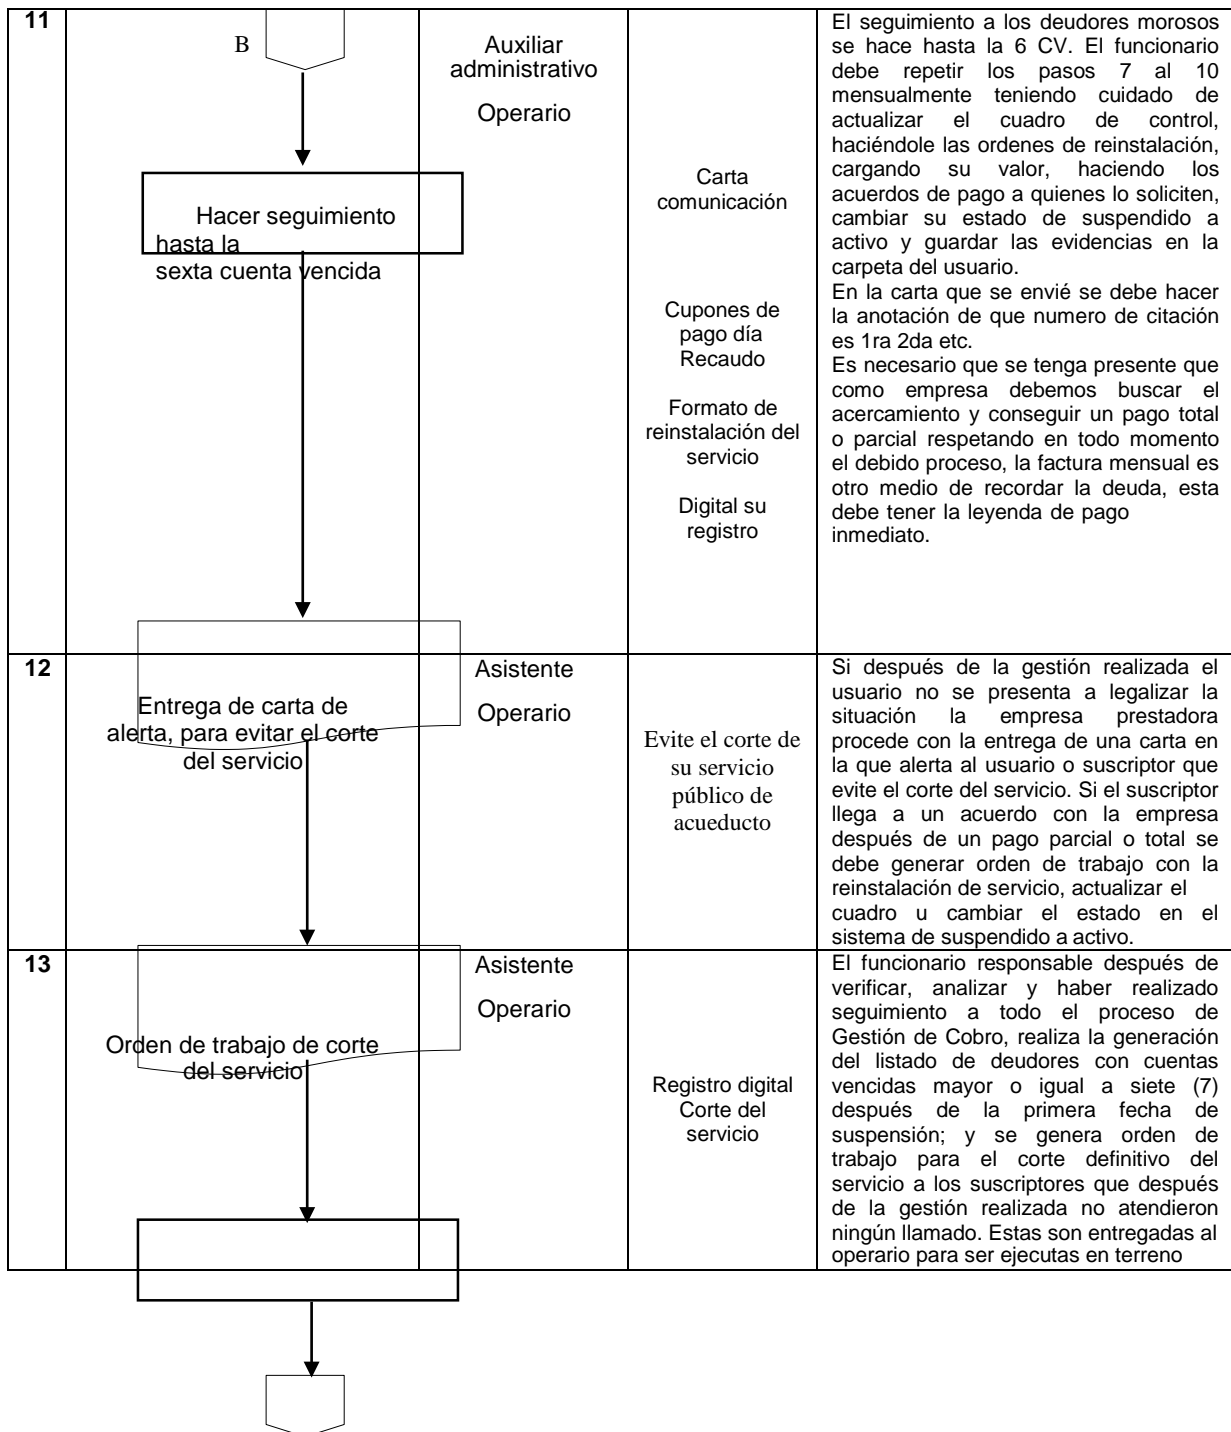 11
B
Hacer seguimiento
hasta la
sexta cuenta vencida
Auxiliar
administrativo
Operario
Carta
comunicación
Cupones de
pago día
Recaudo
Formato de
reinstalación del
servicio
Digital su
registro
El seguimiento a los deudores morosos
se hace hasta la 6 CV. El funcionario
debe repetir los pasos 7 al 10
mensualmente teniendo cuidado de
actualizar el cuadro de control,
haciéndole las ordenes de reinstalación,
cargando su valor, haciendo los
acuerdos de pago a quienes lo soliciten,
cambiar su estado de suspendido a
activo y guardar las evidencias en la
carpeta del usuario.
En la carta que se envié se debe hacer
la anotación de que numero de citación
es 1ra 2da etc.
Es necesario que se tenga presente que
como empresa debemos buscar el
acercamiento y conseguir un pago total
o parcial respetando en todo momento
el debido proceso, la factura mensual es
otro medio de recordar la deuda, esta
debe tener la leyenda de pago
inmediato.
12
Entrega de carta de
alerta, para evitar el corte
del servicio
Asistente
Operario
Evite el corte de
su servicio
público de
acueducto
Si después de la gestión realizada el
usuario no se presenta a legalizar la
situación la empresa prestadora
procede con la entrega de una carta en
la que alerta al usuario o suscriptor que
evite el corte del servicio. Si el suscriptor
llega a un acuerdo con la empresa
después de un pago parcial o total se
debe generar orden de trabajo con la
reinstalación de servicio, actualizar el
cuadro u cambiar el estado en el
sistema de suspendido a activo.
13
Orden de trabajo de corte
del servicio
Asistente
Operario
Registro digital
Corte del
servicio
El funcionario responsable después de
verificar, analizar y haber realizado
seguimiento a todo el proceso de
Gestión de Cobro, realiza la generación
del listado de deudores con cuentas
vencidas mayor o igual a siete (7)
después de la primera fecha de
suspensión; y se genera orden de
trabajo para el corte definitivo del
servicio a los suscriptores que después
de la gestión realizada no atendieron
ningún llamado. Estas son entregadas al
operario para ser ejecutas en terreno